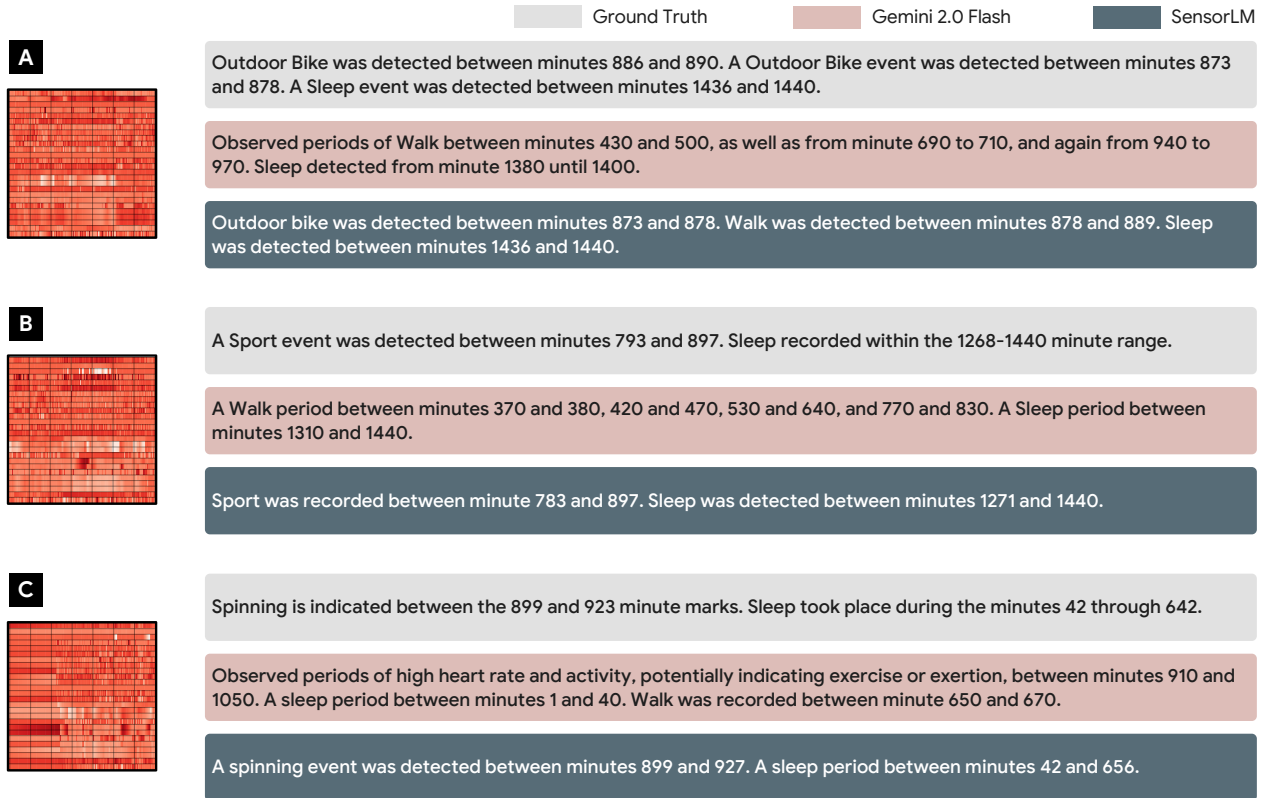 Ground Truth
Gemini 2.0 Flash
SensorLM
A
Outdoor Bike was detected between minutes 886 and 890. A Outdoor Bike event was detected between minutes 873
and 878. A Sleep event was detected between minutes 1436 and 1440.
Observed periods of Walk between minutes 430 and 500, as well as from minute 690 to 710, and again from 940 to
970. Sleep detected from minute 1380 until 1400.
Outdoor bike was detected between minutes 873 and 878. Walk was detected between minutes 878 and 889. Sleep
was detected between minutes 1436 and 1440.
B
A Sport event was detected between minutes 793 and 897. Sleep recorded within the 1268-1440 minute range.
A Walk period between minutes 370 and 380, 420 and 470, 530 and 640, and 770 and 830. A Sleep period between
minutes 1310 and 1440.
Sport was recorded between minute 783 and 897. Sleep was detected between minutes 1271 and 1440.
C
Spinning is indicated between the 899 and 923 minute marks. Sleep took place during the minutes 42 through 642.
Observed periods of high heart rate and activity, potentially indicating exercise or exertion, between minutes 910 and
1050. A sleep period between minutes 1 and 40. Walk was recorded between minute 650 and 670.
A spinning event was detected between minutes 899 and 927. A sleep period between minutes 42 and 656.